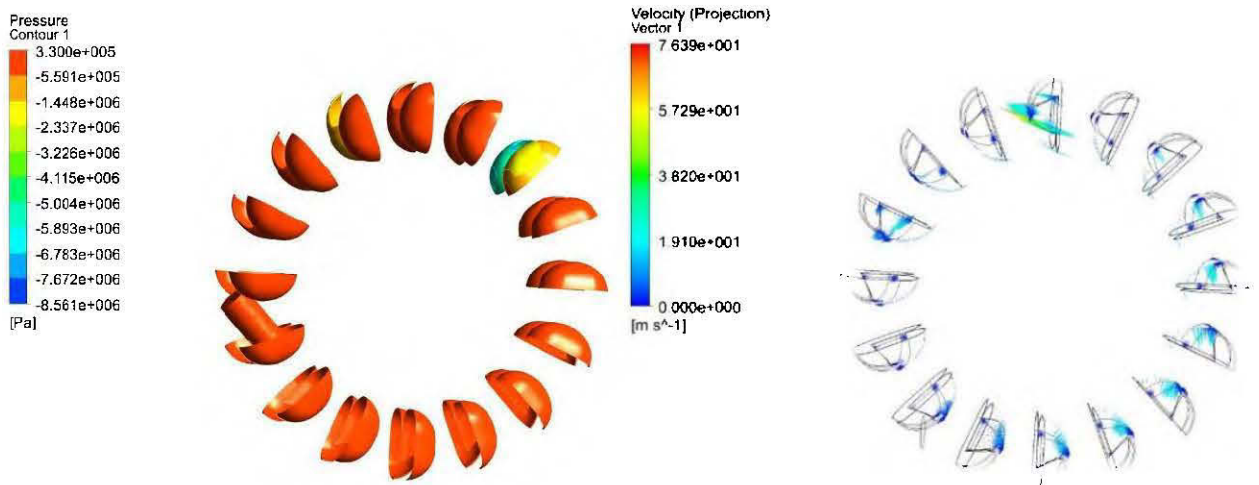 Pressure
Contour 1
3.300e+005
-5.591e+005
-1.448e+006
-2.337e+006
-3.226e+006
-4.115e+006
-5.004e+006
-5.893e+006
-6.783e+006
-7.672e+006
-8.561e+006
[Pa]
Velocity (Projection)
Vector 1
7.639e+001
5.729e+001
3.820e+001
1.910e+001
0.000e+000
[m s^-1]